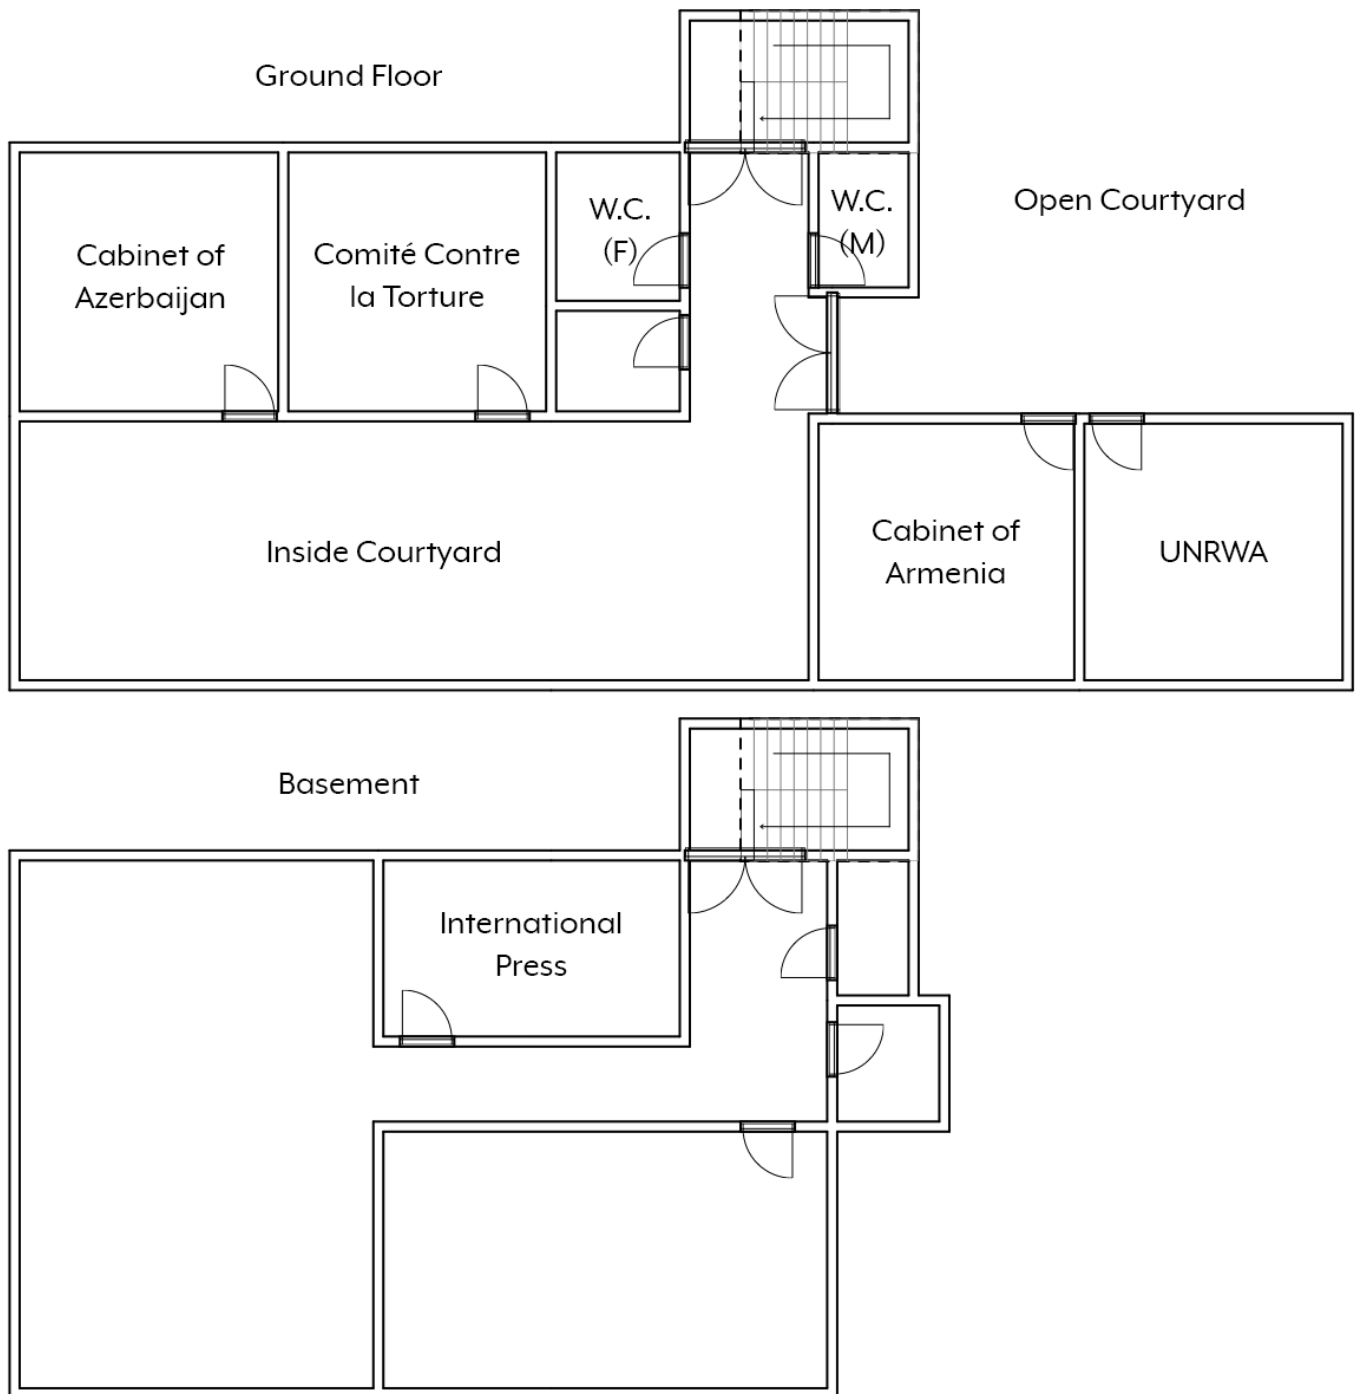 Ground Floor
W.C.
(F)
W.C.
(M)
Open Courtyard
Cabinet of
Azerbaijan
Comité Contre
la Torture
Inside Courtyard
Cabinet of
Armenia
UNRWA
Basement
International
Press